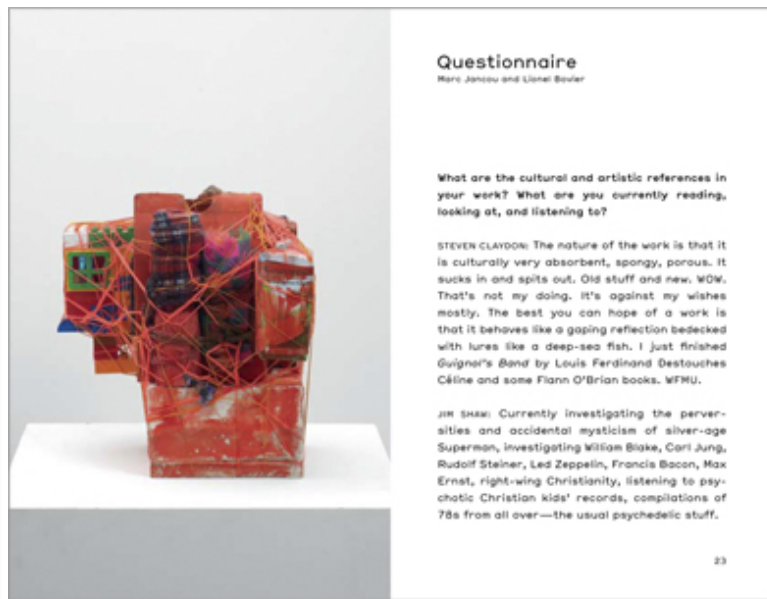 Questionnaire
Marc Jancou and Lionel Bovier
What are the cultural and artistic references in
your work? What are you currently reading,
looking at, and listening to?
STEVEN CLAYDON: The nature of the work is that it
is culturally very absorbent, spongy, porous. It
sucks in and spits out. Old stuff and new. WOW.
That's not my doing. It's against my wishes
mostly. The best you can hope of a work is
that it behaves like a gaping reflection bedecked
with lures like a deep-sea fish. I just finished
Guignol's Band by Louis Ferdinand Destouches
Céline and some Flann O'Brian books. WFMU.
JIM SHAW: Currently investigating the perver-
sities and accidental mysticism of silver-age
Superman, investigating William Blake, Carl Jung,
Rudolf Steiner, Led Zeppelin, Francis Bacon, Max
Ernst, right-wing Christianity, listening to psy-
chotic Christian kids' records, compilations of
78s from all over—the usual psychedelic stuff.
23